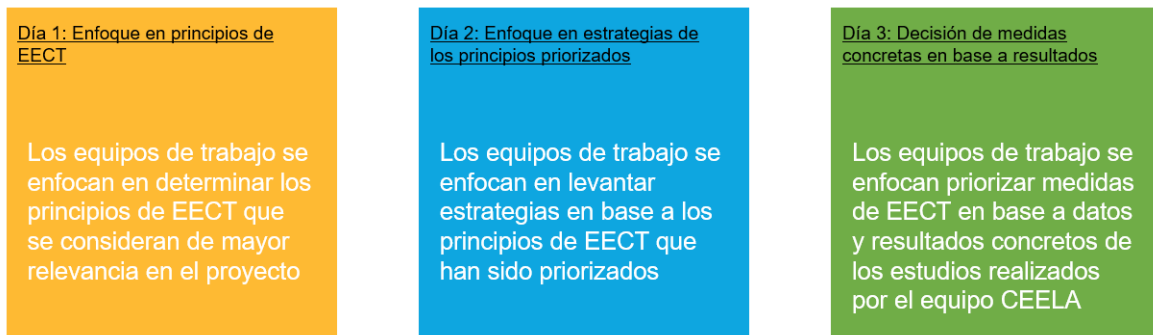 Día 1: Enfoque en principios de
EECT
Los equipos de trabajo se
enfocan en determinar los
principios de EECT que
se consideran de mayor
relevancia en el proyecto
Día 2: Enfoque en estrategias de
los principios priorizados
Los equipos de trabajo se
enfocan en levantar
estrategias en base a los
principios de EECT que
han sido priorizados
Día 3: Decisión de medidas
concretas en base a resultados
Los equipos de trabajo se
enfocan priorizar medidas
de EECT en base a datos
y resultados concretos de
los estudios realizados
por el equipo CEELA